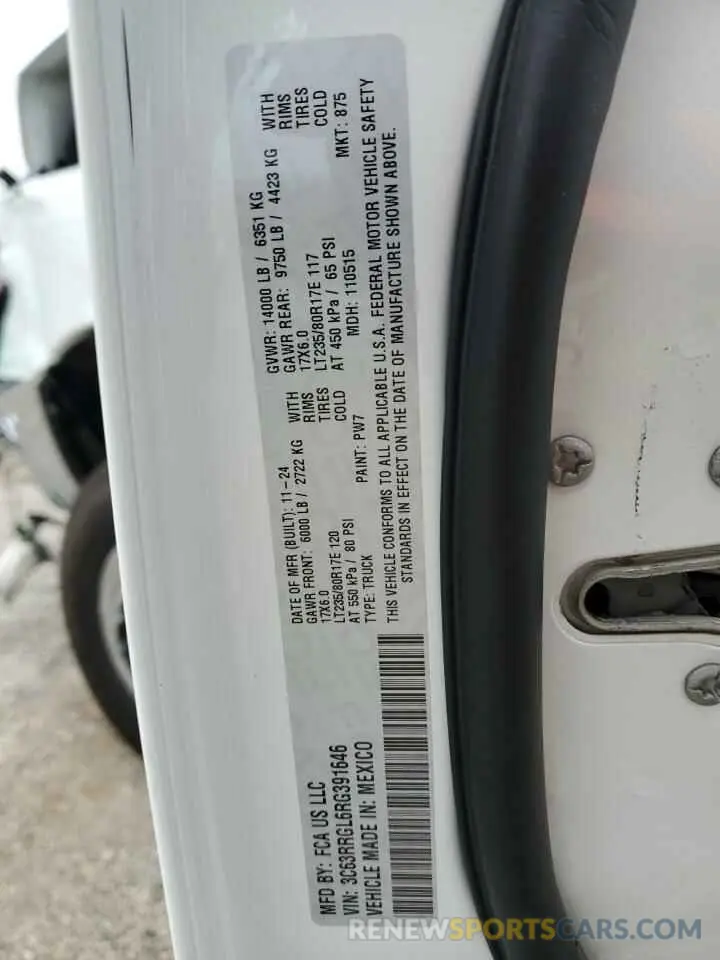 MFD BY: FCA US LLC
VIN: 3C63RRGL6RG391646
VEHICLE MADE IN: MEXICO
DATE OF MFR (BUILT): 11-24
GVWR: 14000 LB / 6351 KG
GAWR FRONT: 6000 LB / 2722 KG WITH
GAWR REAR: 9750 LB / 4423 KG WITH
17X6.0 RIMS
17X6.0 RIMS
LT235/80R17E 120 TIRES
LT235/80R17E 117 TIRES
AT 550 kPa / 80 PSI COLD
AT 450 kPa / 65 PSI COLD
TYPE: TRUCK PAINT: PW7 MDH: 110515 MKT: 875
THIS VEHICLE CONFORMS TO ALL APPLICABLE U.S.A. FEDERAL MOTOR VEHICLE SAFETY
STANDARDS IN EFFECT ON THE DATE OF MANUFACTURE SHOWN ABOVE.
RENEWSPORTSCARS.COM